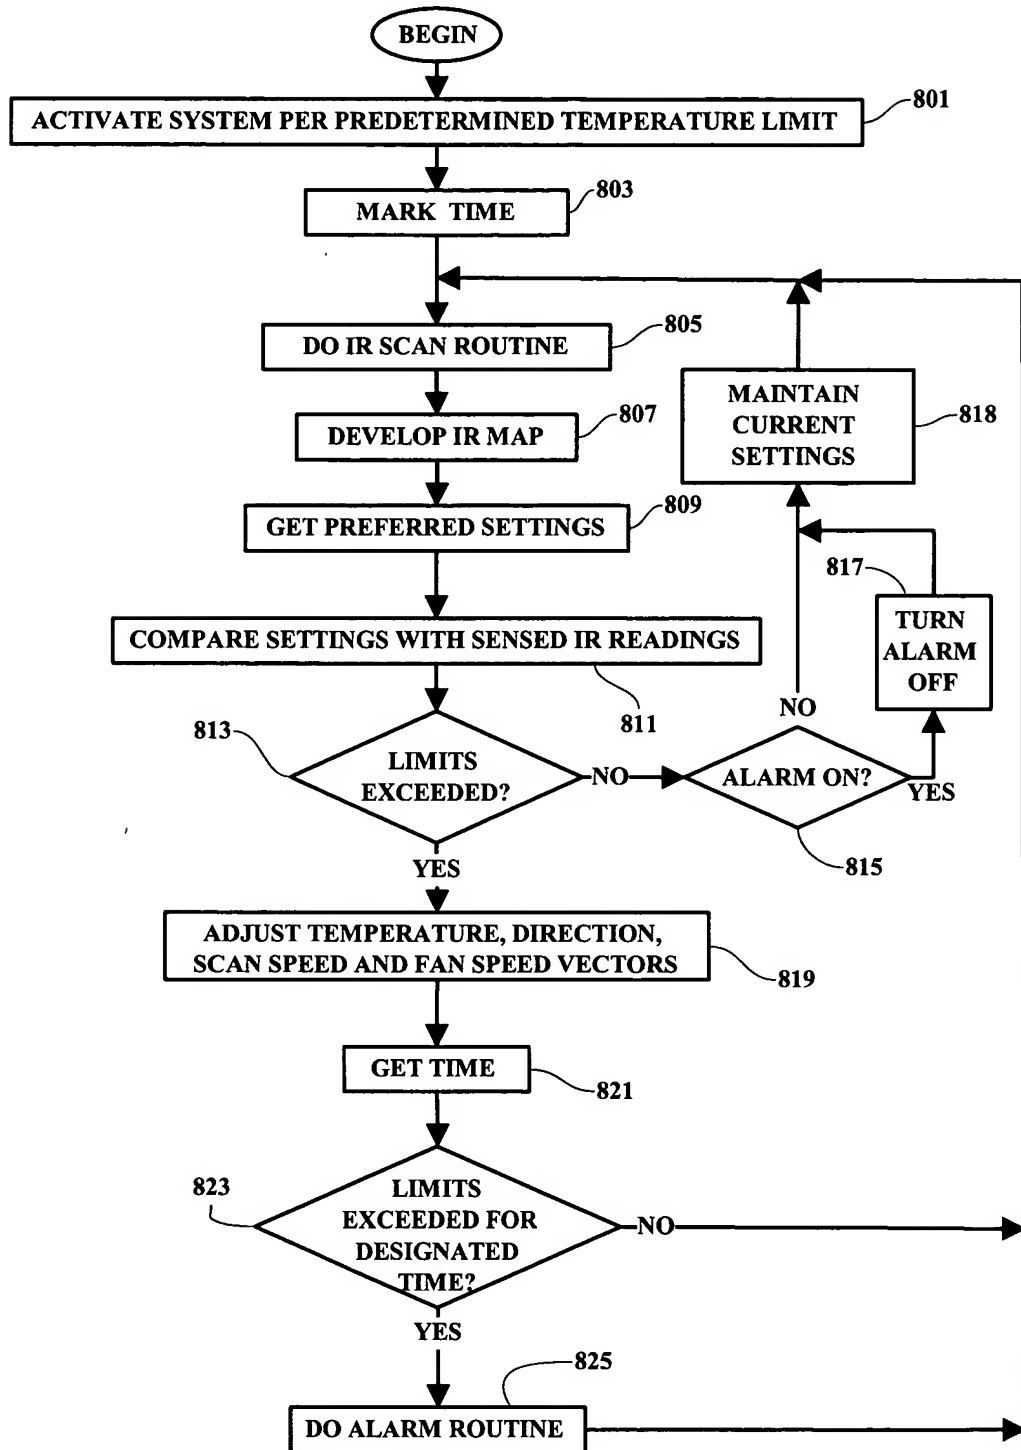 BEGIN
801
ACTIVATE SYSTEM PER PREDETERMINED TEMPERATURE LIMIT
803
MARK TIME
805
DO IR SCAN ROUTINE
MAINTAIN
CURRENT
SETTINGS
818
807
DEVELOP IR MAP
809
GET PREFERRED SETTINGS
817
TURN
ALARM
OFF
COMPARE SETTINGS WITH SENSED IR READINGS
811
813
LIMITS
EXCEEDED?
NO
NO
ALARM ON?
YES
815
YES
ADJUST TEMPERATURE, DIRECTION,
SCAN SPEED AND FAN SPEED VECTORS
819
GET TIME
821
823
LIMITS
EXCEEDED FOR
DESIGNATED
TIME?
NO
YES
825
DO ALARM ROUTINE